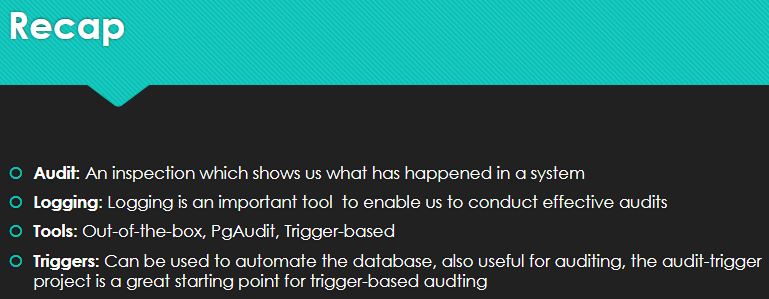 Recap
Audit: An inspection which shows us what has happened in a system
Logging: Logging is an important tool  to enable us to conduct effective audits
Tools: Out-of-the-box, PgAudit, Trigger-based
Triggers: Can be used to automate the database, also useful for auditing, the audit-trigger
project is a great starting point for trigger-based audting